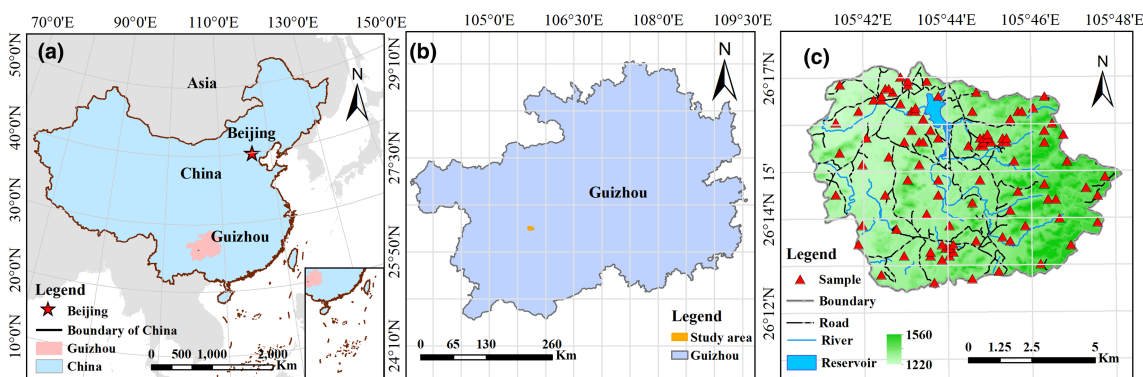 70°0'E 90°0'E 110°0'E 130°0'E 150°0'E
(a)
N
50°0'N
40°0'N
30°0'N
20°0'N
10°0'N
Asia
Beijing
China
Guizhou
Legend
Beijing
Boundary of China
Guizhou
China
0 500 1,000 2,000
Km
105°0'E 106°30'E 108°0'E 109°30'E
(b)
N
29°10'N
27°30'N
25°50'N
24°10'N
Guizhou
Legend
Study area
Guizhou
0 65 130 260
Km
105°42'E 105°44'E 105°46'E 105°48'E
(c)
N
26°17'N
15'
26°14'N
26°12'N
Legend
Sample
Boundary
Road
River
Reservoir
1560
1220
0 1.25 2.5 5
Km